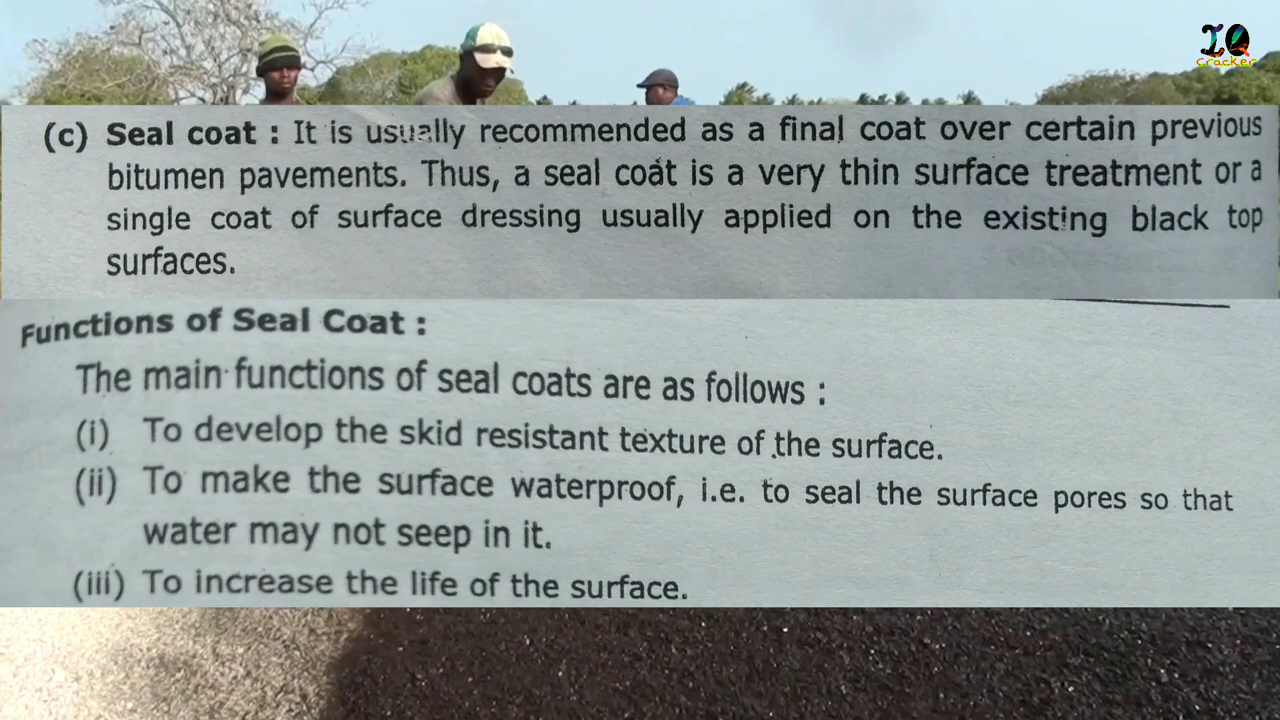 IQ
Cracker
(c) Seal coat : It is usually recommended as a final coat over certain previous
bitumen pavements. Thus, a seal coat is a very thin surface treatment or a
single coat of surface dressing usually applied on the existing black top
surfaces.
Functions of Seal Coat :
The main functions of seal coats are as follows :
(i) To develop the skid resistant texture of the surface.
(ii) To make the surface waterproof, i.e. to seal the surface pores so that
water may not seep in it.
(iii) To increase the life of the surface.